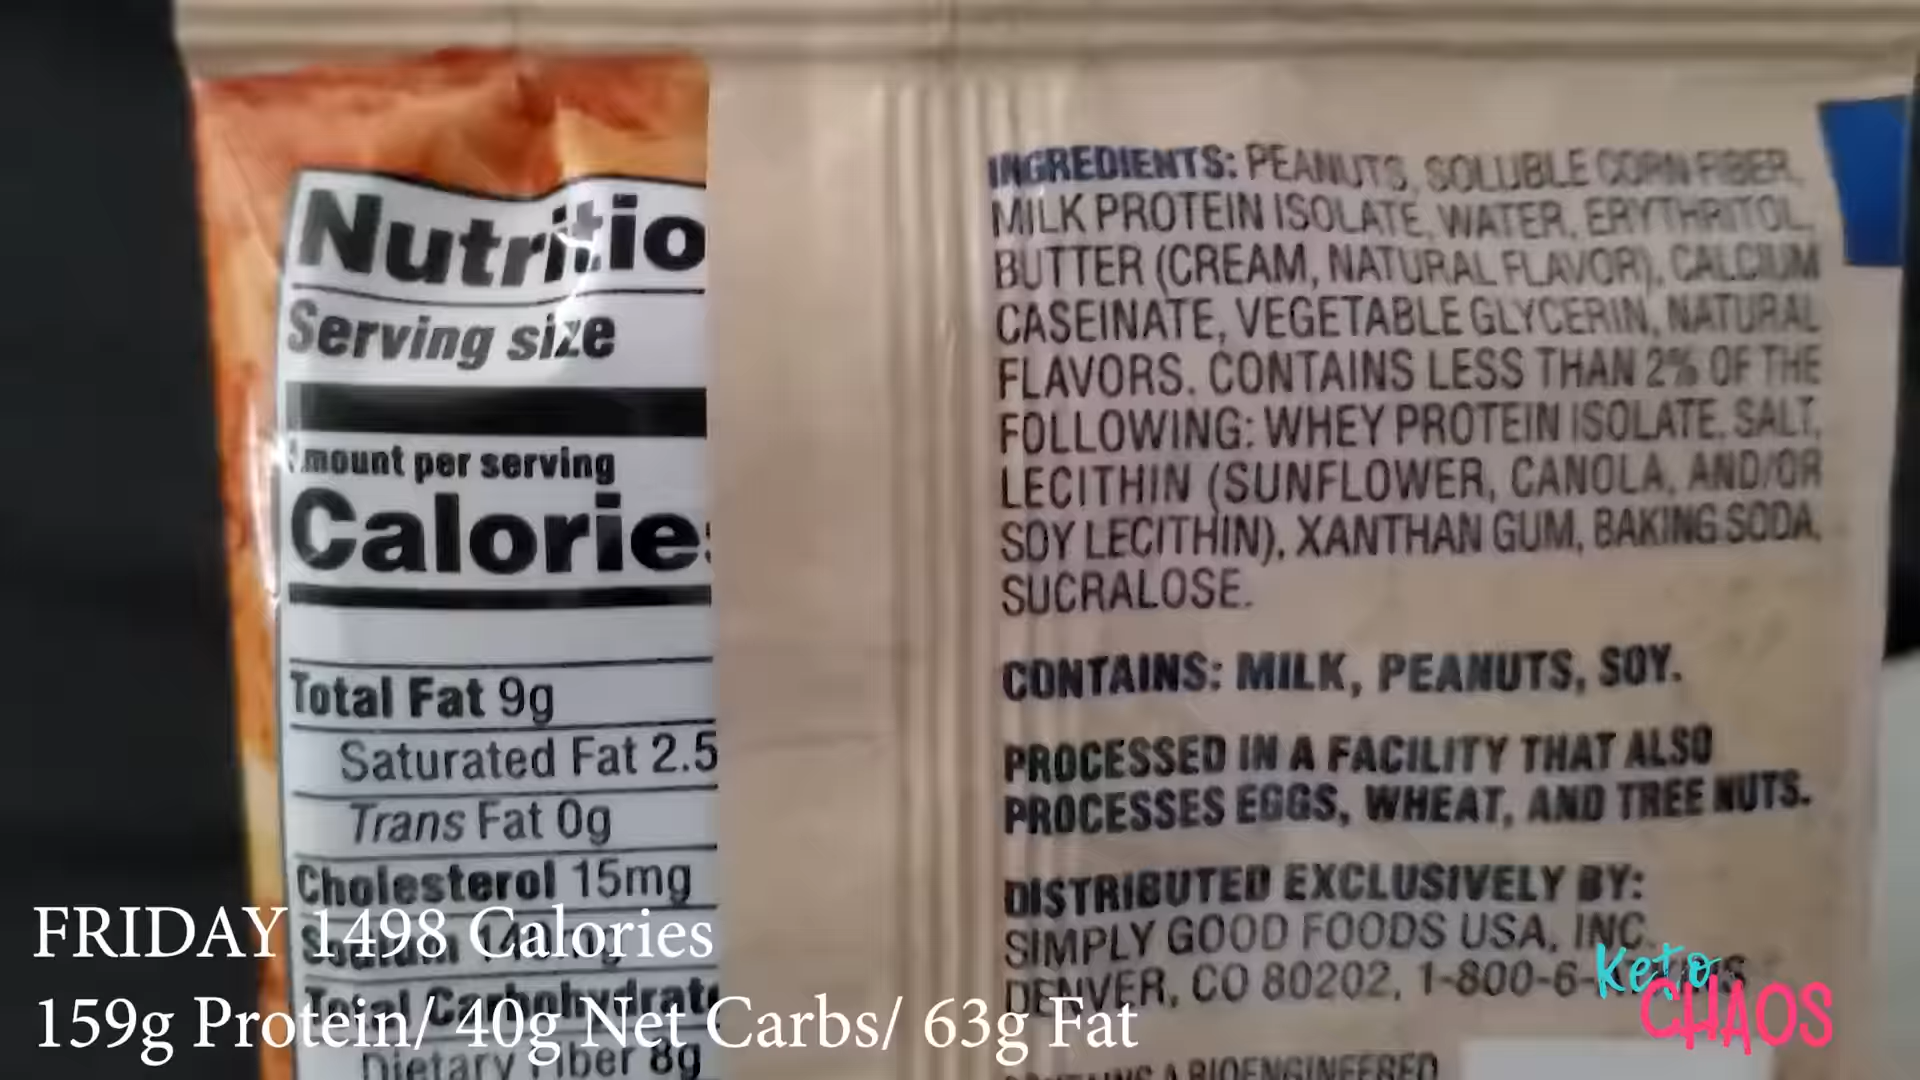 Nutritio
Serving size
mount per serving
Calories
Total Fat 9g
Saturated Fat 2.5
Trans Fat 0g
Cholesterol 15mg
Total Carbohydrate
Dietary Fiber 8g
INGREDIENTS: PEANUTS, SOLUBLE CORN FIBER,
MILK PROTEIN ISOLATE, WATER, ERYTHRITOL,
BUTTER (CREAM, NATURAL FLAVOR), CALCIUM
CASEINATE, VEGETABLE GLYCERIN, NATURAL
FLAVORS. CONTAINS LESS THAN 2% OF THE
FOLLOWING: WHEY PROTEIN ISOLATE, SALT,
LECITHIN (SUNFLOWER, CANOLA, AND/OR
SOY LECITHIN), XANTHAN GUM, BAKING SODA,
SUCRALOSE.
CONTAINS: MILK, PEANUTS, SOY.
PROCESSED IN A FACILITY THAT ALSO
PROCESSES EGGS, WHEAT, AND TREE NUTS.
DISTRIBUTED EXCLUSIVELY BY:
SIMPLY GOOD FOODS USA, INC.
DENVER, CO 80202, 1-800-6-
A BIOENGINEERED
FRIDAY 1498 Calories
159g Protein/ 40g Net Carbs/ 63g Fat
Keto
CHAOS